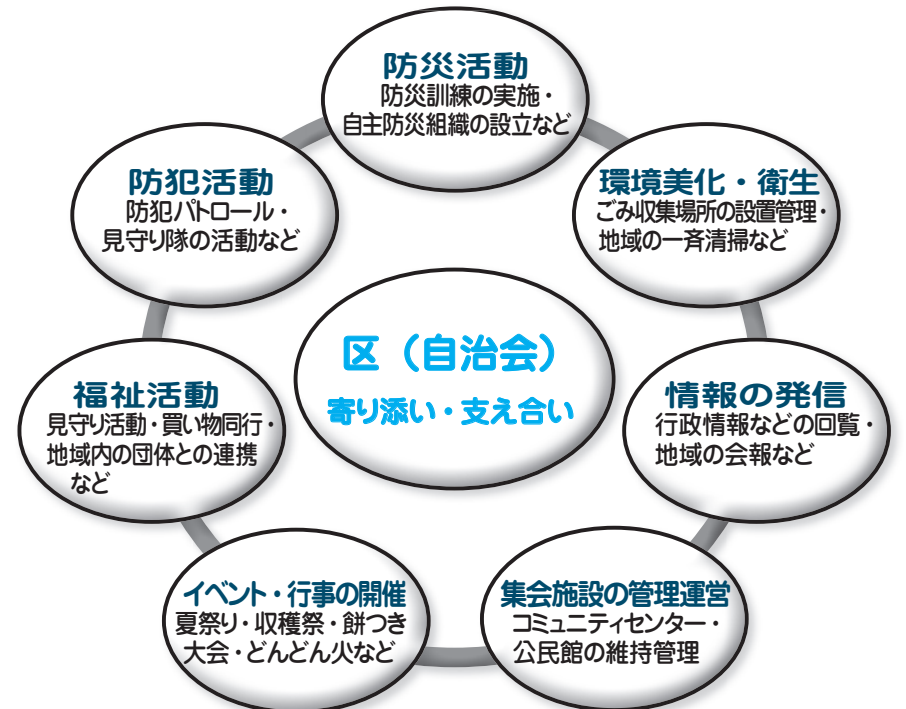 防災活動
防災訓練の実施・
自主防災組織の設立など
防犯活動
防犯パトロール・
見守り隊の活動など
環境美化・衛生
ごみ収集場所の設置管理・
地域の一斉清掃など
区（自治会）
寄り添い・支え合い
福祉活動
見守り活動・買い物同行・
地域内の団体との連携
など
情報の発信
行政情報などの回覧・
地域の会報など
イベント・行事の開催
夏祭り・収穫祭・餅つき
大会・どんどん火など
集会施設の管理運営
コミュニティセンター・
公民館の維持管理